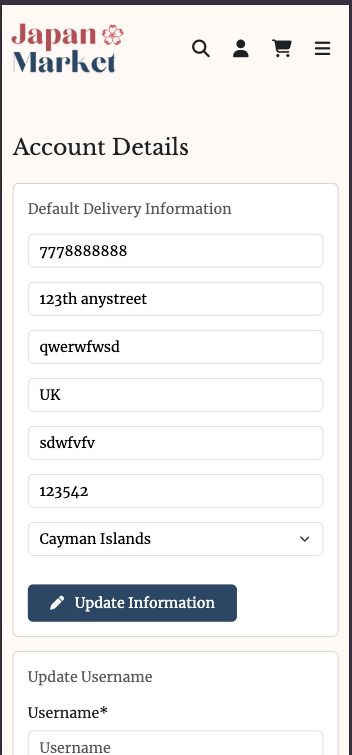 Japan
Market
Account Details
Default Delivery Information
7778888888
123th anystreet
qwerwfwsd
UK
sdwfvfv
123542
Cayman Islands
Update Information
Update Username
Username*
Username